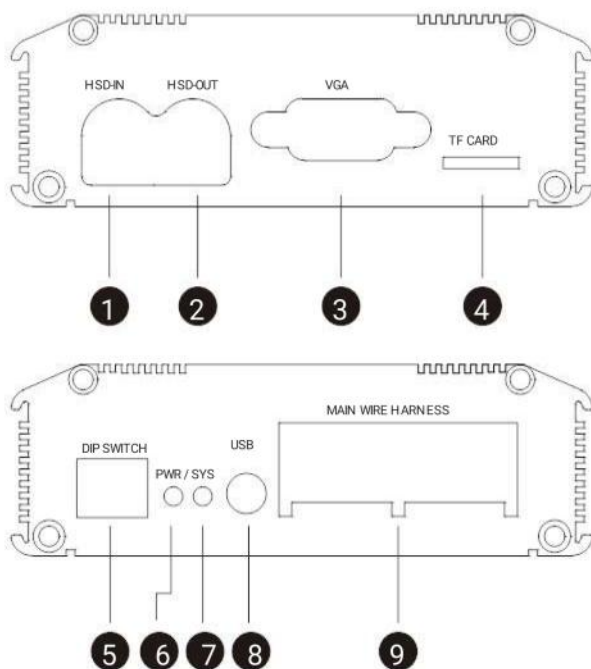 HSD-IN HSD-OUT VGA
TF CARD
1 2 3 4
MAIN WIRE HARNESS
DIP SWITCH PWR / SYS USB
5 6 7 8 9